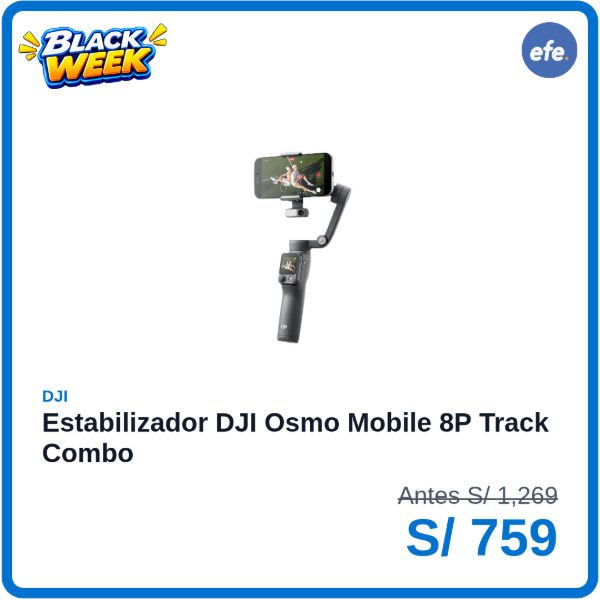 BLACK
WEEK
efe.
DJI
Estabilizador DJI Osmo Mobile 8P Track
Combo
Antes S/ 1,269
S/ 759